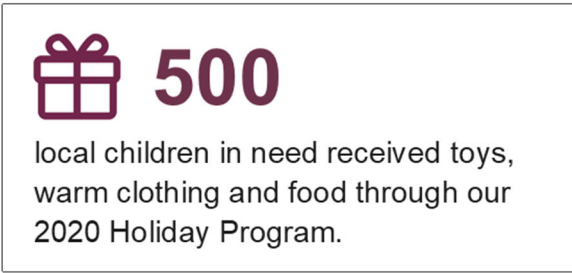 500
local children in need received toys,
warm clothing and food through our
2020 Holiday Program.